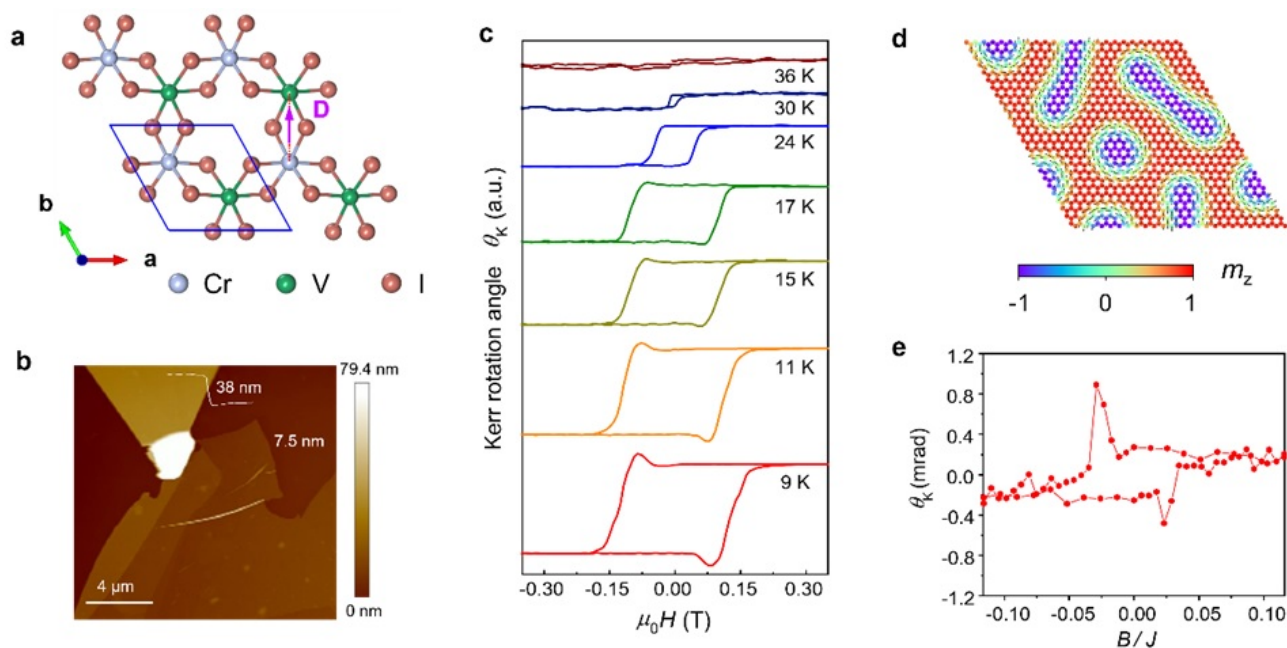 a
D
b
a
Cr
V
I
b
79.4 nm
38 nm
7.5 nm
4 µm
0 nm
c
36 K
30 K
24 K
17 K
15 K
11 K
9 K
Kerr rotation angle θK (a.u.)
-0.30 -0.15 0.00 0.15 0.30
μ0H (T)
d
mz
-1 0 1
e
1.2
0.8
0.4
0.0
-0.4
-0.8
-1.2
θK (mrad)
-0.10 -0.05 0.00 0.05 0.10
B/J